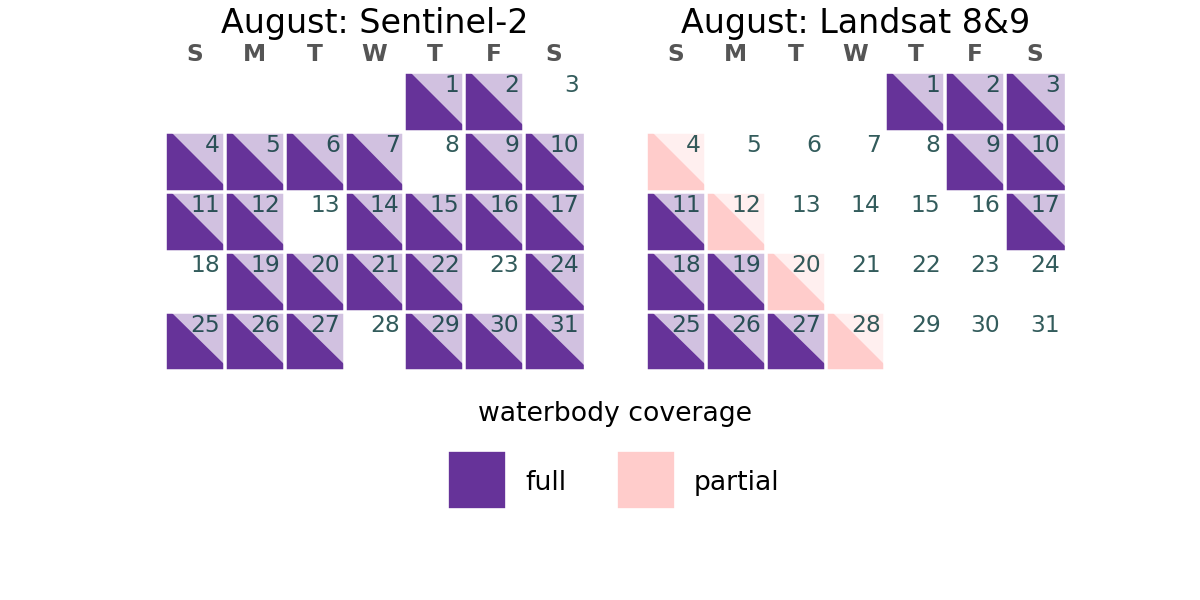 August: Sentinel-2
S M T W T F S
1 2 3
4 5 6 7 8 9 10
11 12 13 14 15 16 17
18 19 20 21 22 23 24
25 26 27 28 29 30 31
August: Landsat 8&9
S M T W T F S
1 2 3
4 5 6 7 8 9 10
11 12 13 14 15 16 17
18 19 20 21 22 23 24
25 26 27 28 29 30 31
waterbody coverage
full
partial